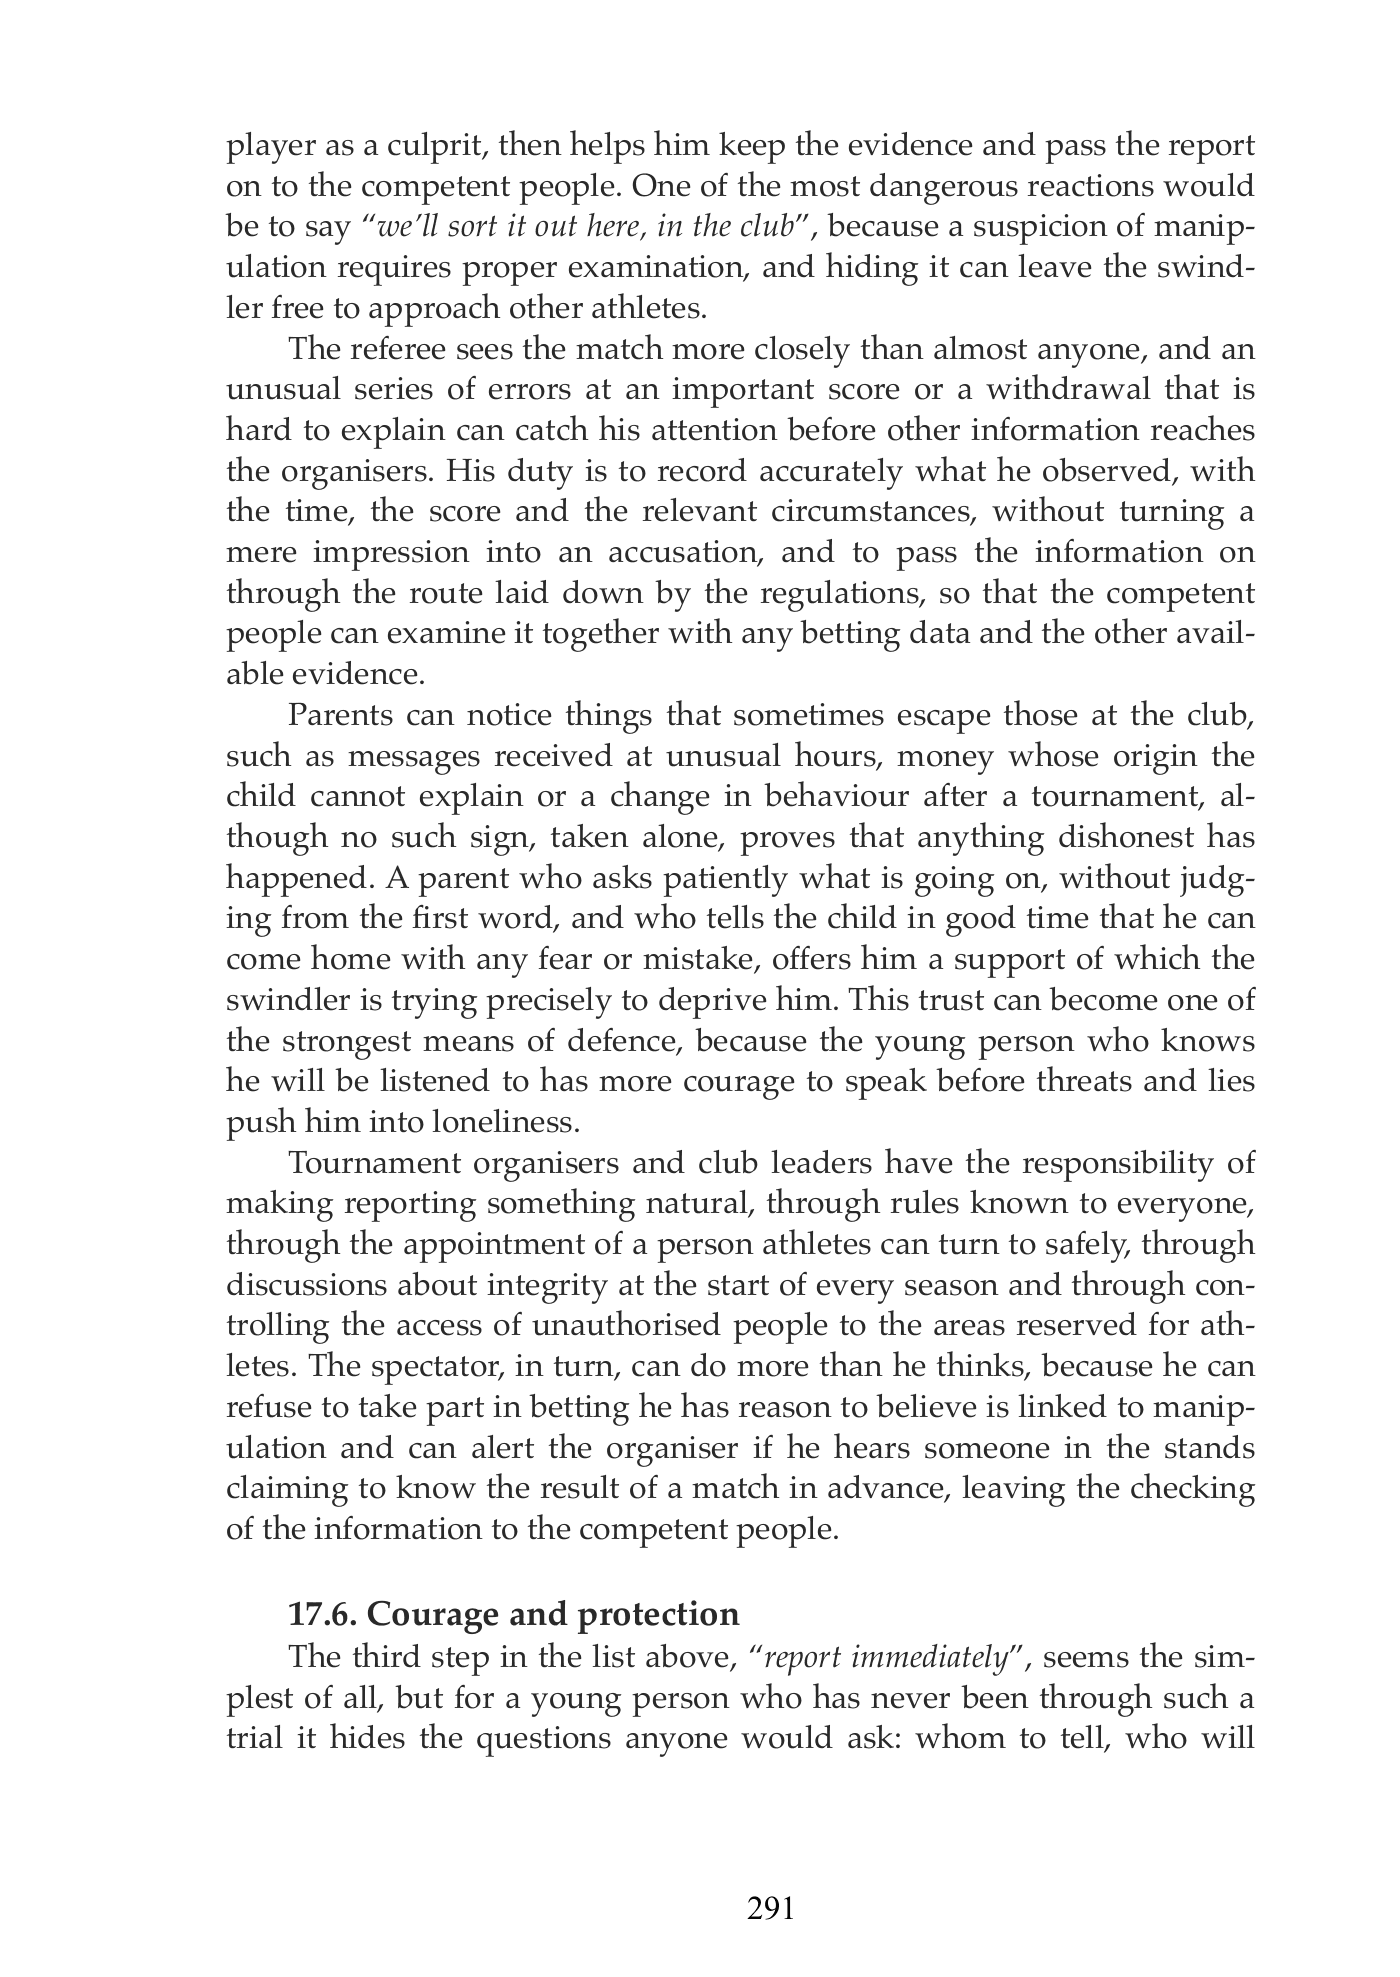 player as a culprit, then helps him keep the evidence and pass the report
on to the competent people. One of the most dangerous reactions would
be to say “we’ll sort it out here, in the club”, because a suspicion of manip-
ulation requires proper examination, and hiding it can leave the swind-
ler free to approach other athletes.
The referee sees the match more closely than almost anyone, and an
unusual series of errors at an important score or a withdrawal that is
hard to explain can catch his attention before other information reaches
the organisers. His duty is to record accurately what he observed, with
the time, the score and the relevant circumstances, without turning a
mere impression into an accusation, and to pass the information on
through the route laid down by the regulations, so that the competent
people can examine it together with any betting data and the other avail-
able evidence.
Parents can notice things that sometimes escape those at the club,
such as messages received at unusual hours, money whose origin the
child cannot explain or a change in behaviour after a tournament, al-
though no such sign, taken alone, proves that anything dishonest has
happened. A parent who asks patiently what is going on, without judg-
ing from the first word, and who tells the child in good time that he can
come home with any fear or mistake, offers him a support of which the
swindler is trying precisely to deprive him. This trust can become one of
the strongest means of defence, because the young person who knows
he will be listened to has more courage to speak before threats and lies
push him into loneliness.
Tournament organisers and club leaders have the responsibility of
making reporting something natural, through rules known to everyone,
through the appointment of a person athletes can turn to safely, through
discussions about integrity at the start of every season and through con-
trolling the access of unauthorised people to the areas reserved for ath-
letes. The spectator, in turn, can do more than he thinks, because he can
refuse to take part in betting he has reason to believe is linked to manip-
ulation and can alert the organiser if he hears someone in the stands
claiming to know the result of a match in advance, leaving the checking
of the information to the competent people.
17.6. Courage and protection
The third step in the list above, “report immediately”, seems the sim-
plest of all, but for a young person who has never been through such a
trial it hides the questions anyone would ask: whom to tell, who will
291